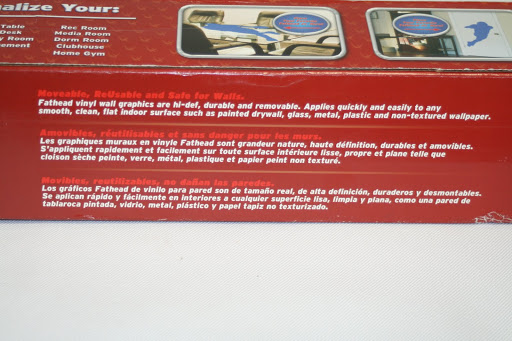 alize Your:
Table
Rec Room
Desk
Media Room
y Room
Dorm Room
ement
Clubhouse
Home Gym
Moveable, ReUsable and Safe for Walls.
Fathead vinyl wall graphics are hi-def, durable and removable. Applies quickly and easily to any
smooth, clean, flat indoor surface such as painted drywall, glass, metal, plastic and non-textured wallpaper.
Amovibles, réutilisables et sans danger pour les murs.
Les graphiques muraux en vinyle Fathead sont grandeur nature, haute définition, durables et amovibles.
S'appliquent rapidement et facilement sur toute surface intérieure lisse, propre et plane telle que
cloison sèche peinte, verre, métal, plastique et papier peint non texturé.
Movibles, reutilizables, no dañan las paredes.
Los gráficos Fathead de vinilo para pared son de tamaño real, de alta definición, duraderos y desmontables.
Se aplican rápido y fácilmente en interiores a cualquier superficie lisa, limpia y plana, como una pared de
tablaroca pintada, vidrio, metal, plástico y papel tapiz no texturizado.